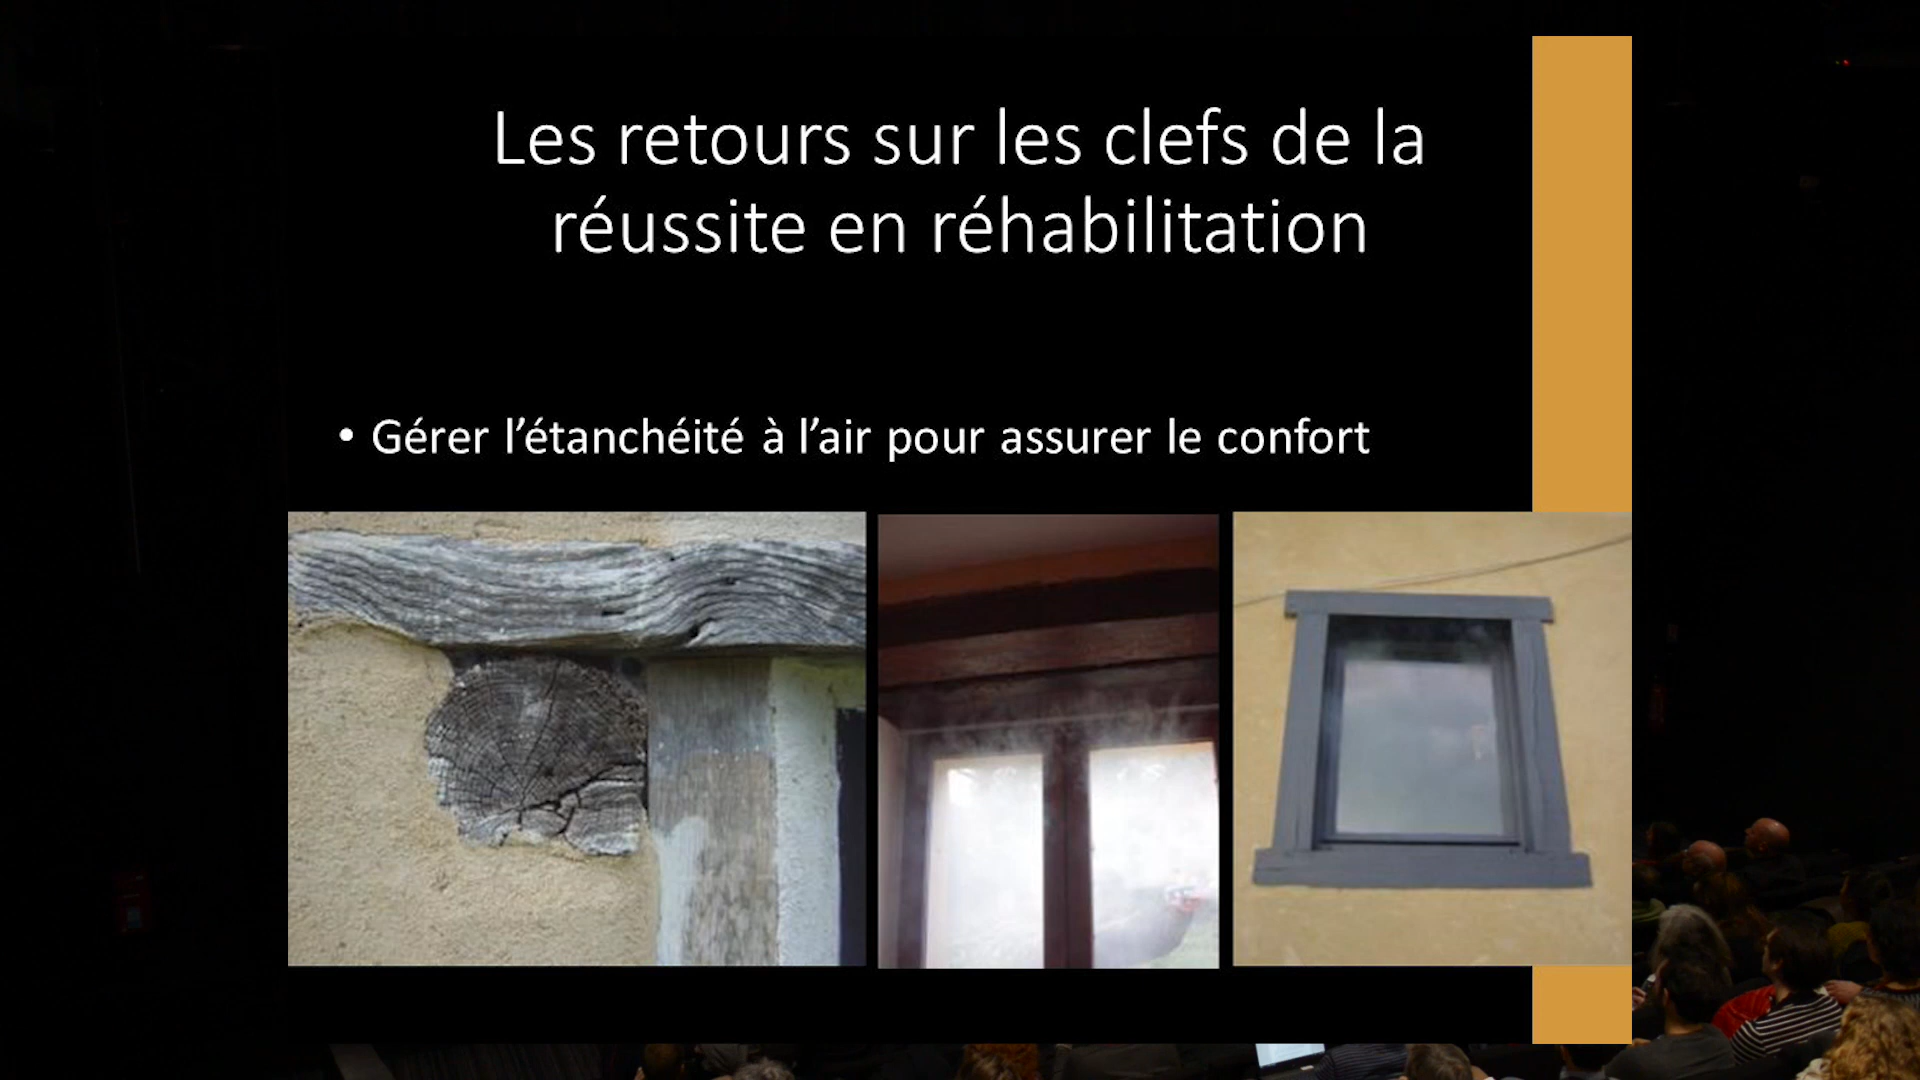 Les retours sur les clefs de la
réussite en réhabilitation
• Gérer l’étanchéité à l’air pour assurer le confort